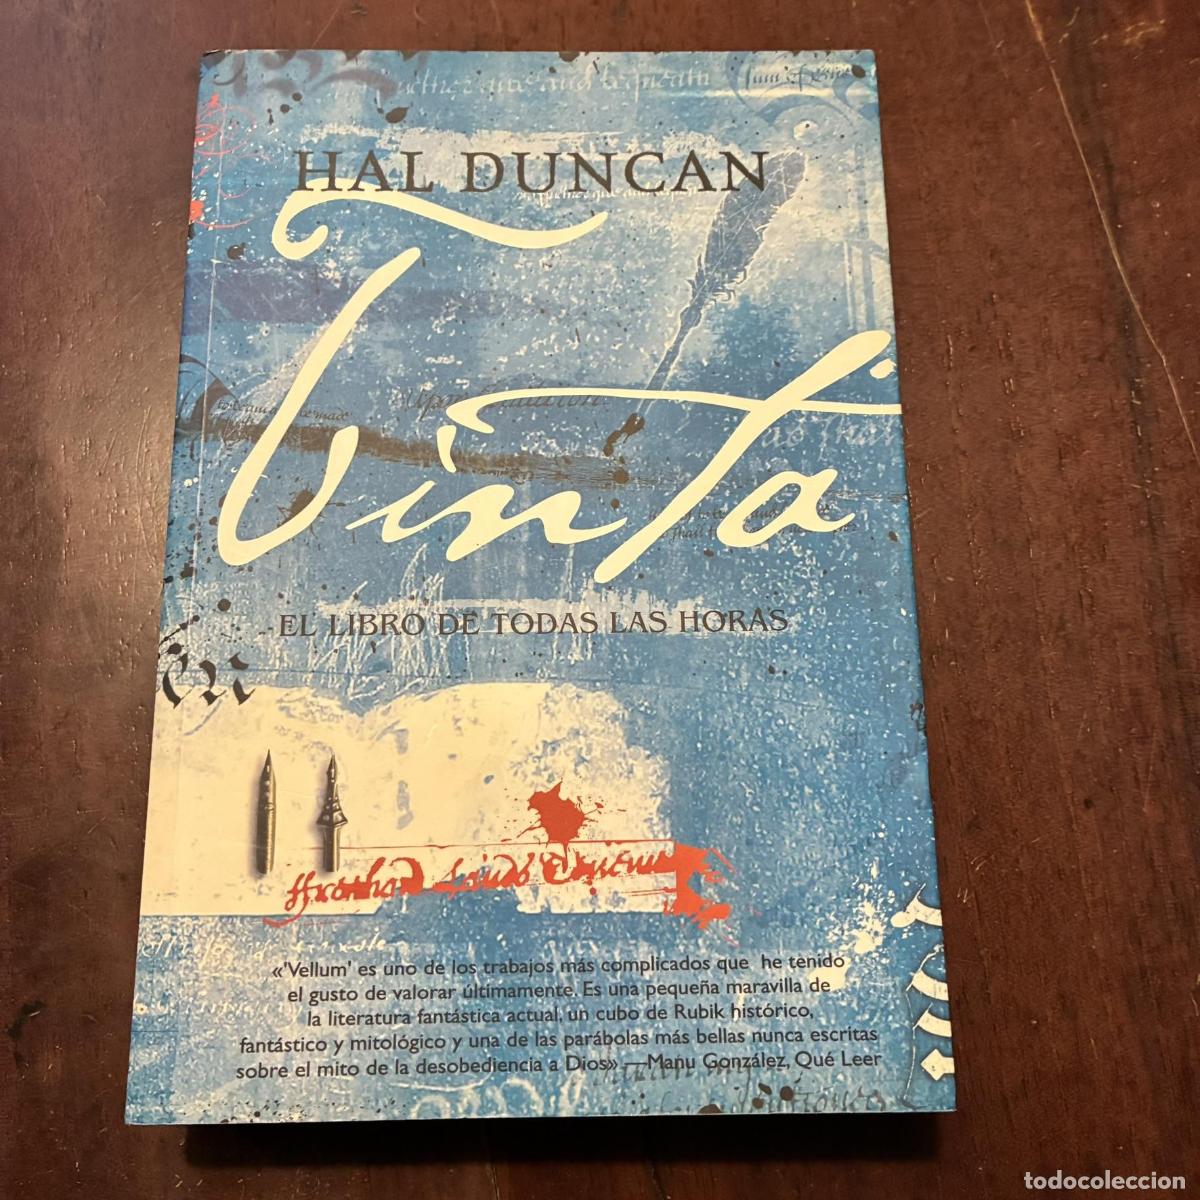 HAL DUNCAN
Tinta
EL LIBRO DE TODAS LAS HORAS
«'Vellum' es uno de los trabajos más complicados que he tenido
el gusto de valorar últimamente. Es una pequeña maravilla de
la literatura fantástica actual, un cubo de Rubik histórico,
fantástico y mitológico y una de las parábolas más bellas nunca escritas
sobre el mito de la desobediencia a Dios» —Manu González, Qué Leer
todocoleccion